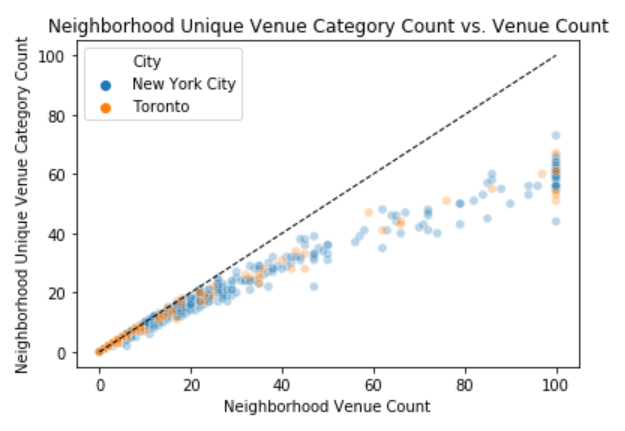 Neighborhood Unique Venue Category Count vs. Venue Count
Neighborhood Unique Venue Category Count
100
80
60
40
20
0
City
New York City
Toronto
0 20 40 60 80 100
Neighborhood Venue Count